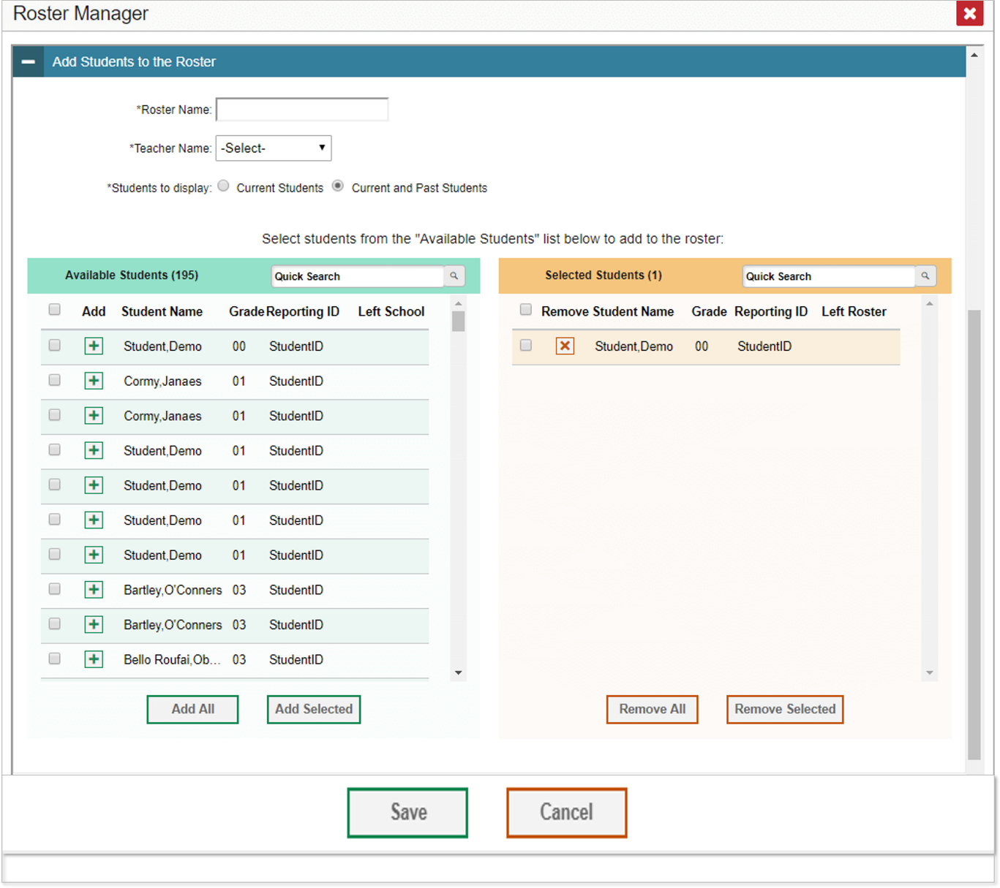 Roster Manager
Add Students to the Roster
*Roster Name:
*Teacher Name: -Select-
*Students to display: Current Students Current and Past Students
Select students from the "Available Students" list below to add to the roster:
Available Students (195) Quick Search
Add Student Name Grade Reporting ID Left School
Student,Demo 00 StudentID
Cormy,Janaes 01 StudentID
Cormy,Janaes 01 StudentID
Student,Demo 01 StudentID
Student,Demo 01 StudentID
Student,Demo 01 StudentID
Student,Demo 01 StudentID
Bartley,O'Conners 03 StudentID
Bartley,O'Conners 03 StudentID
Bello Roufai,Ob... 03 StudentID
Add All Add Selected
Selected Students (1) Quick Search
Remove Student Name Grade Reporting ID Left Roster
Student,Demo 00 StudentID
Remove All Remove Selected
Save Cancel